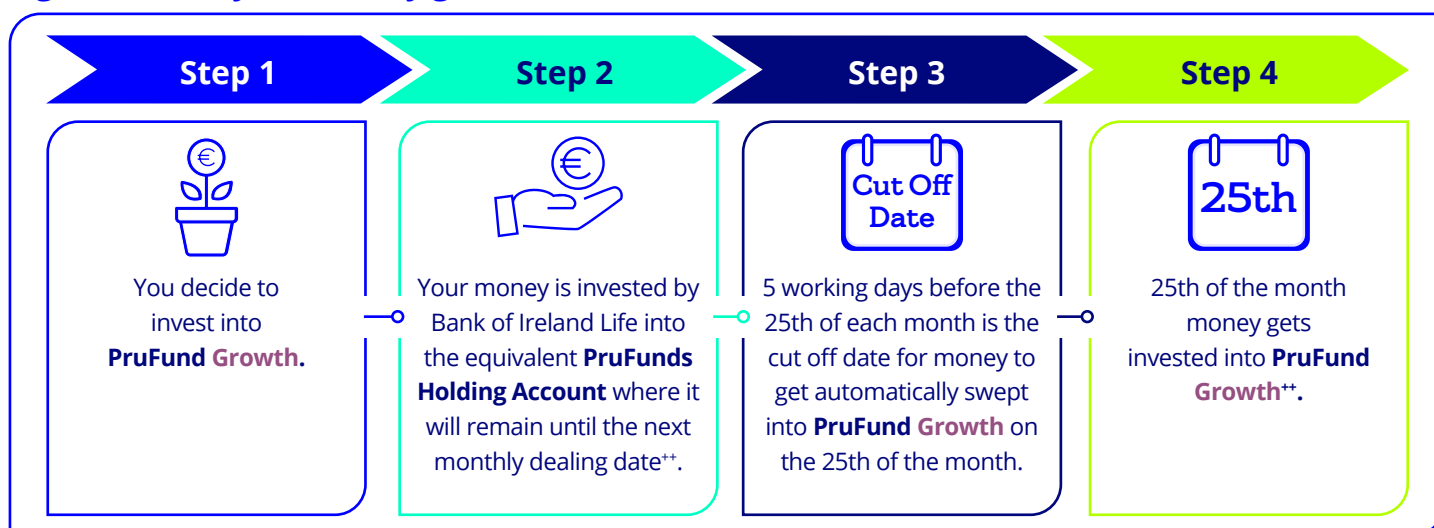 Step 1
Step 2
Step 3
Step 4
€
€
Cut Off
Date
25th
You decide to
invest into
PruFund Growth.
Your money is invested by
Bank of Ireland Life into
the equivalent PruFunds
Holding Account where it
will remain until the next
monthly dealing date⁺⁺.
5 working days before the
25th of each month is the
cut off date for money to
get automatically swept
into PruFund Growth on
the 25th of the month.
25th of the month
money gets
invested into PruFund
Growth⁺⁺.